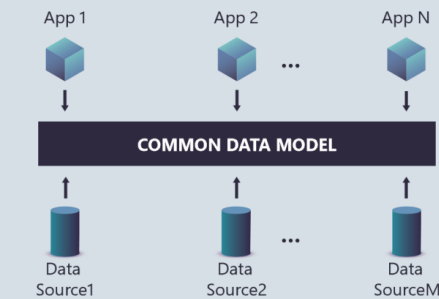 App 1
App 2
App N
...
COMMON DATA MODEL
...
Data
Source1
Data
Source2
Data
SourceM